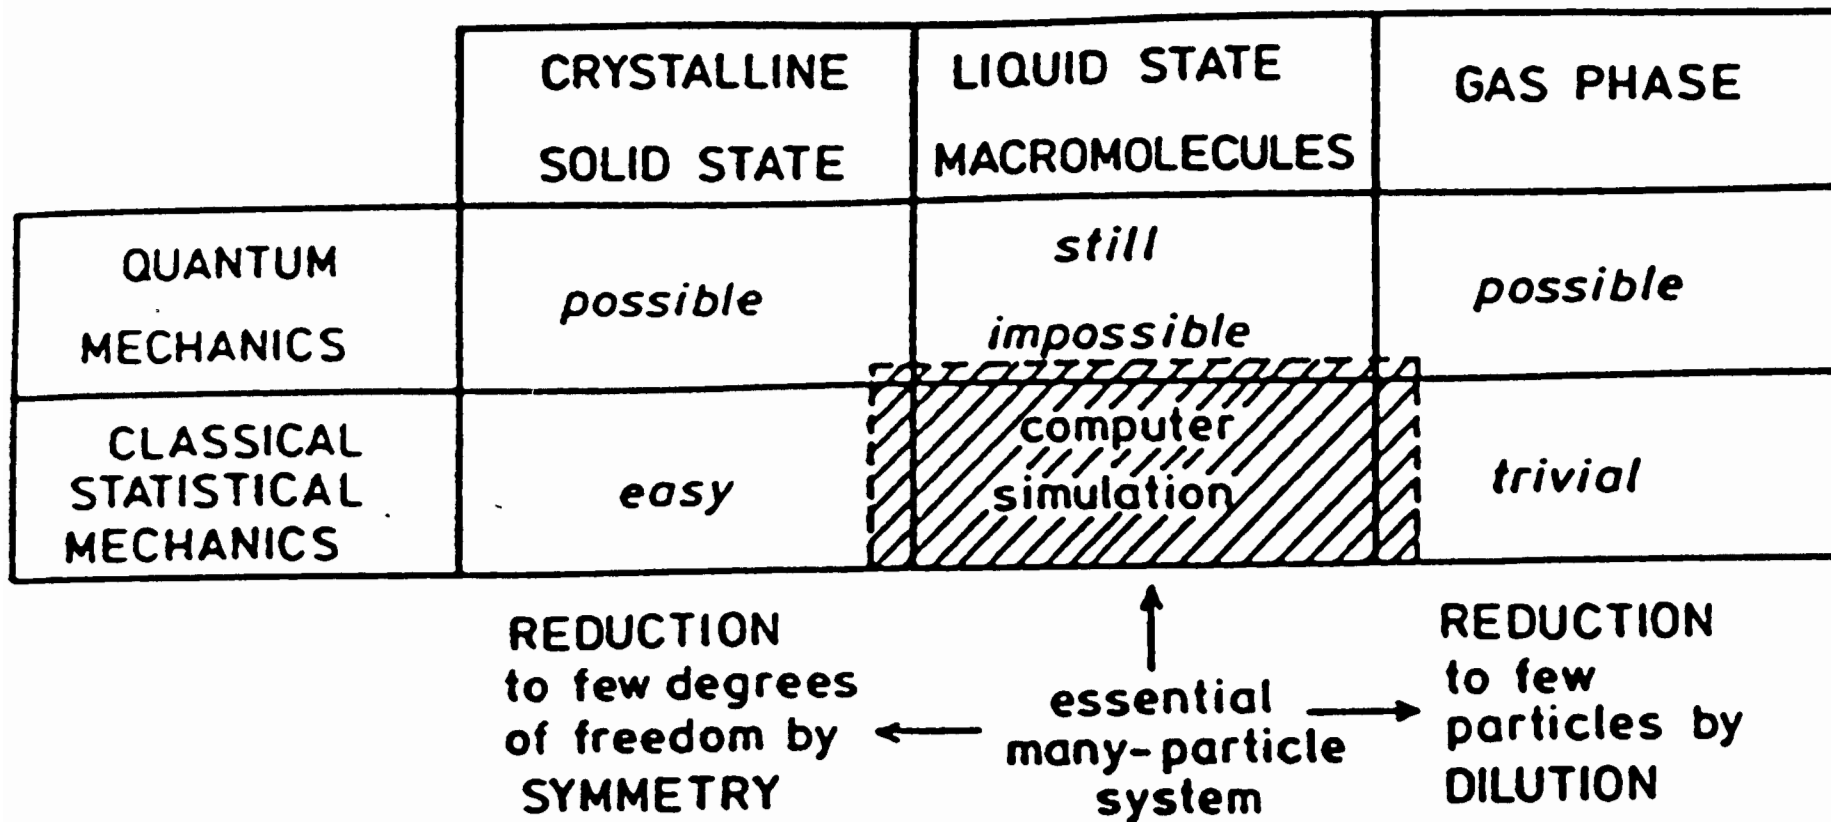 CRYSTALLINE
SOLID STATE
LIQUID STATE
MACROMOLECULES
GAS PHASE
QUANTUM
MECHANICS
possible
still
impossible
possible
CLASSICAL
STATISTICAL
MECHANICS
easy
computer
simulation
trivial
REDUCTION
to few degrees
of freedom by
SYMMETRY
essential
many-particle
system
REDUCTION
to few
particles by
DILUTION